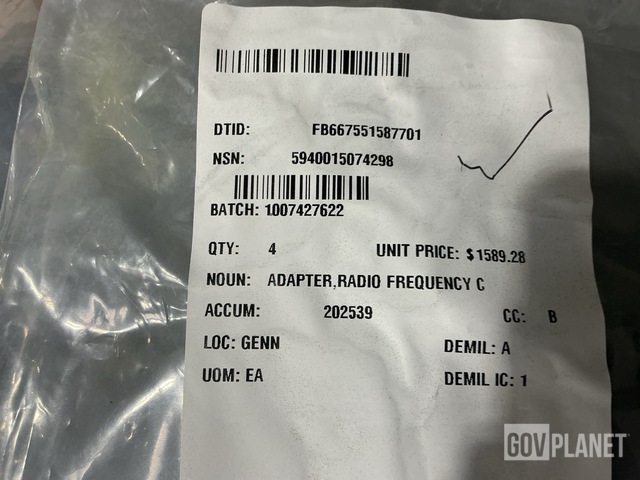 DTID: FB667551587701
NSN: 5940015074298
BATCH: 1007427622
QTY: 4 UNIT PRICE: $1589.28
NOUN: ADAPTER,RADIO FREQUENCY C
ACCUM: 202539 CC: B
LOC: GENN DEMIL: A
UOM: EA DEMIL IC: 1
GOVPLANET